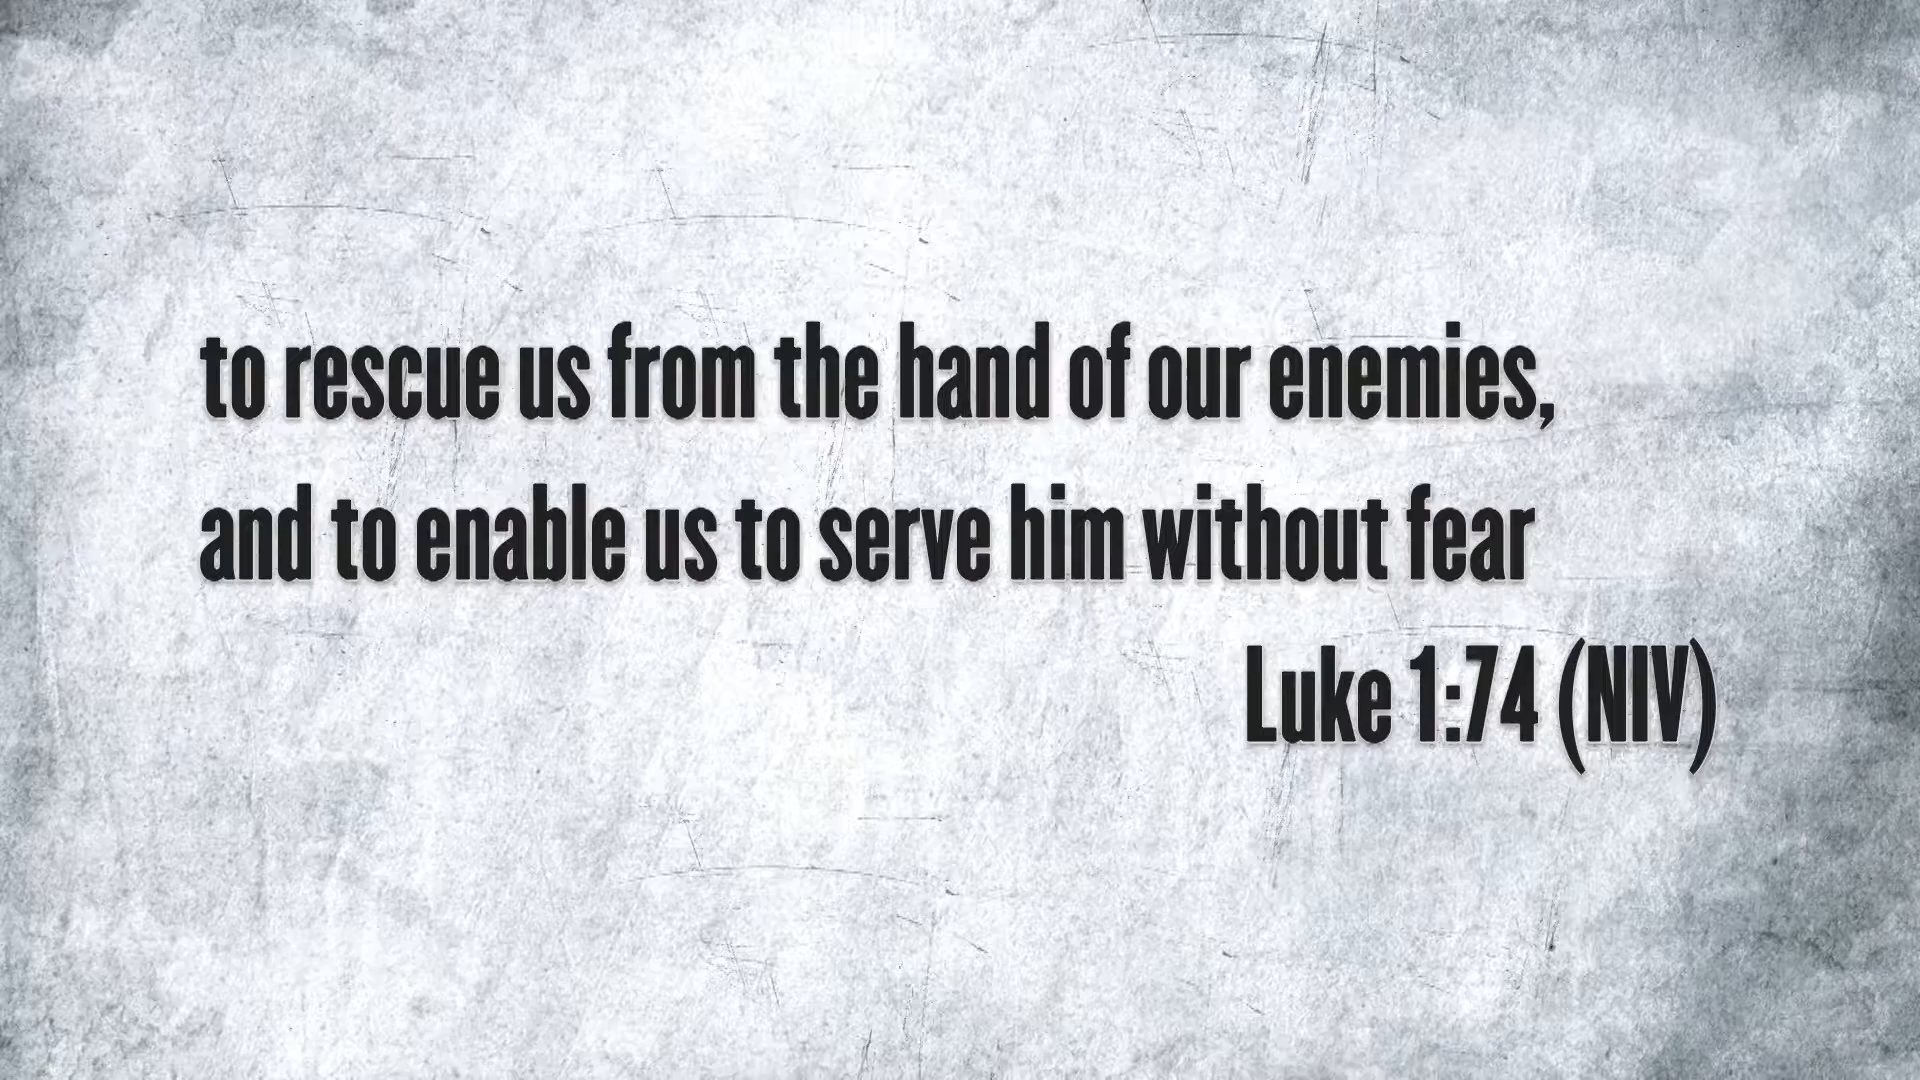 to rescue us from the hand of our enemies,
and to enable us to serve him without fear
Luke 1:74 (NIV)